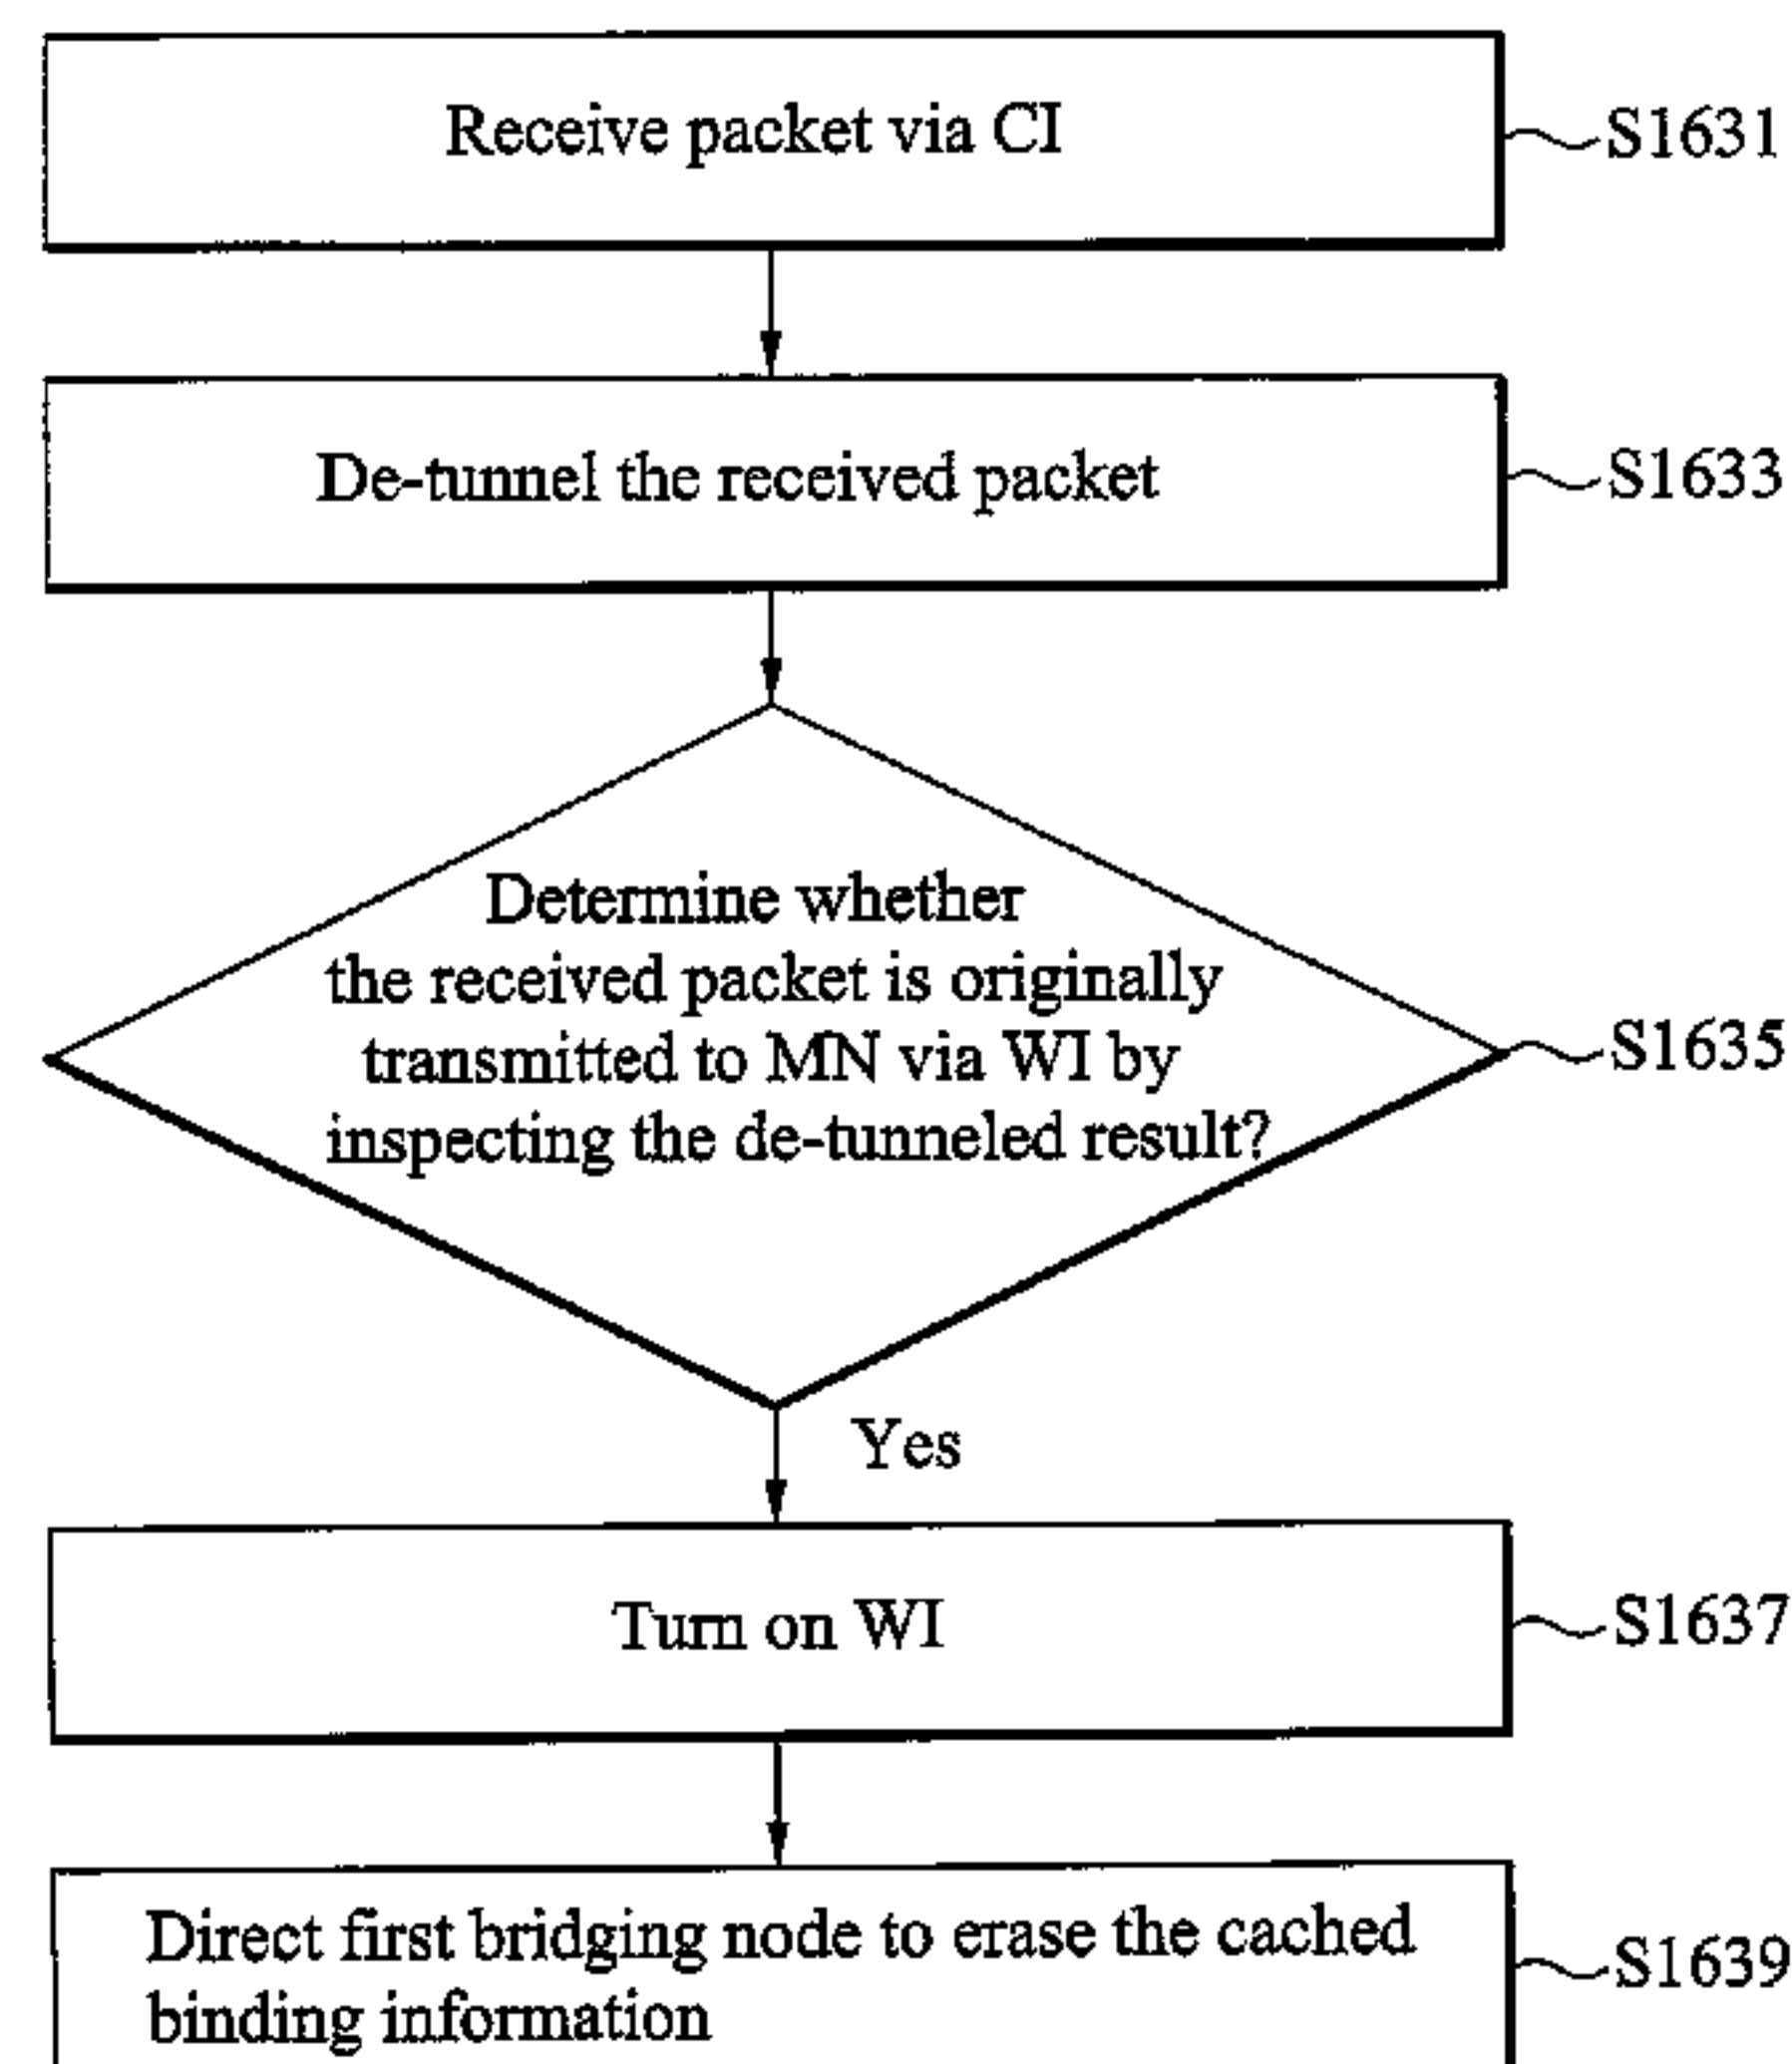 Receive packet via CI
S1631
De-tunnel the received packet
S1633
Determine whether
the received packet is originally
transmitted to MN via WI by
inspecting the de-tunneled result?
S1635
Yes
Turn on WI
S1637
Direct first bridging node to erase the cached
binding information
S1639